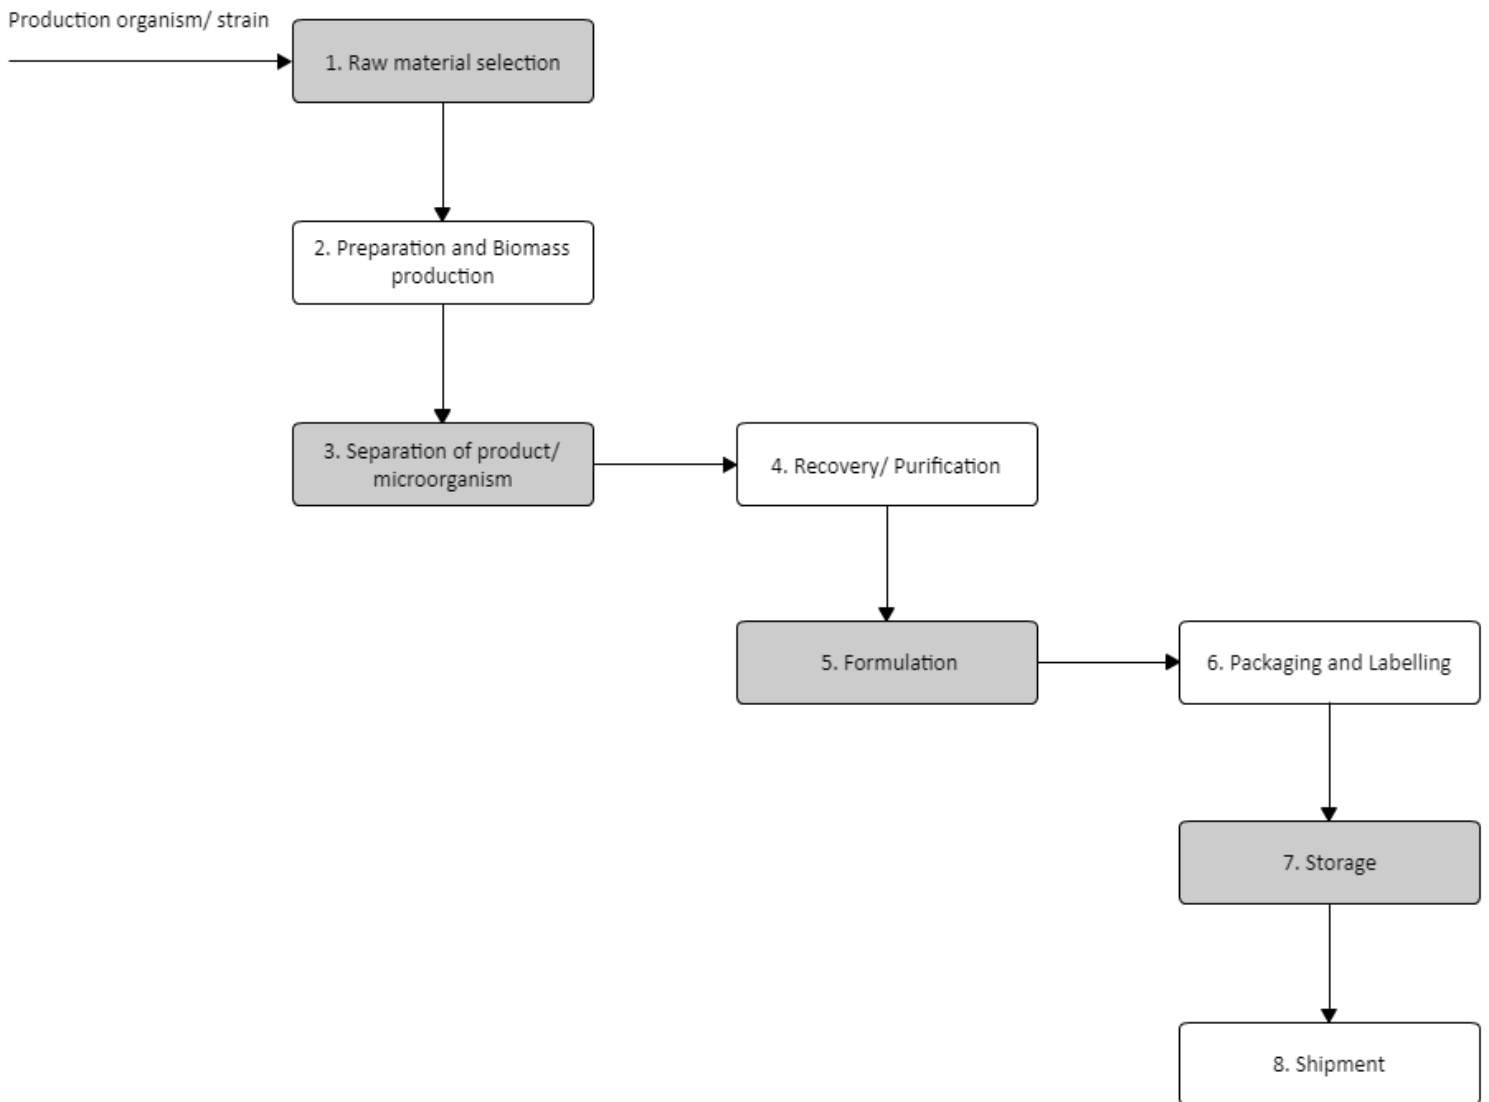 Production organism/ strain
1. Raw material selection
2. Preparation and Biomass
production
3. Separation of product/
microorganism
4. Recovery/ Purification
5. Formulation
6. Packaging and Labelling
7. Storage
8. Shipment